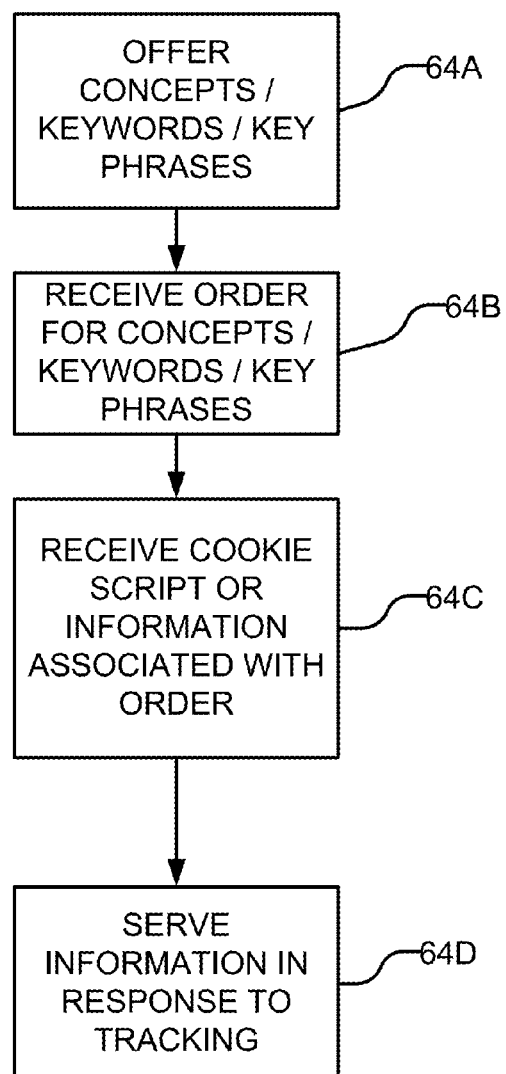 OFFER
CONCEPTS /
KEYWORDS / KEY
PHRASES
64A
RECEIVE ORDER
FOR CONCEPTS /
KEYWORDS / KEY
PHRASES
64B
RECEIVE COOKIE
SCRIPT OR
INFORMATION
ASSOCIATED WITH
ORDER
64C
SERVE
INFORMATION IN
RESPONSE TO
TRACKING
64D